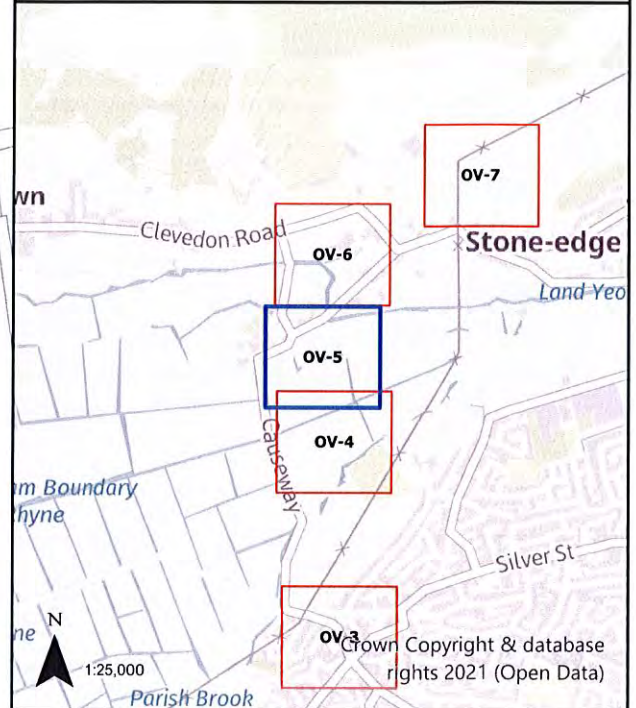 OV-7
wn
Clevedon Road
OV-6
Stone-edge
Land Yeo
OV-5
OV-4
Causeway
m Boundary
hyne
Silver St
N
ne
1:25,000
OV-3
Crown Copyright & database
rights 2021 (Open Data)
Parish Brook